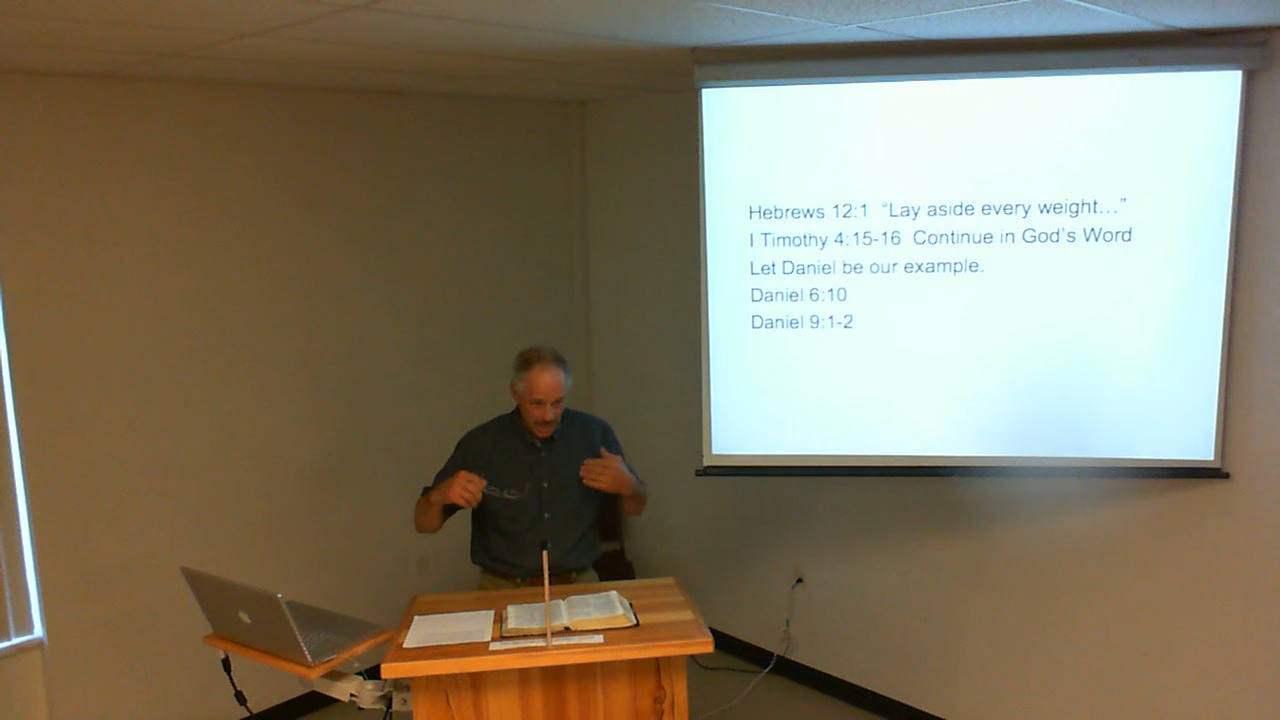 Hebrews 12:1 “Lay aside every weight...”
I Timothy 4:15-16 Continue in God's Word
Let Daniel be our example.
Daniel 6:10
Daniel 9:1-2